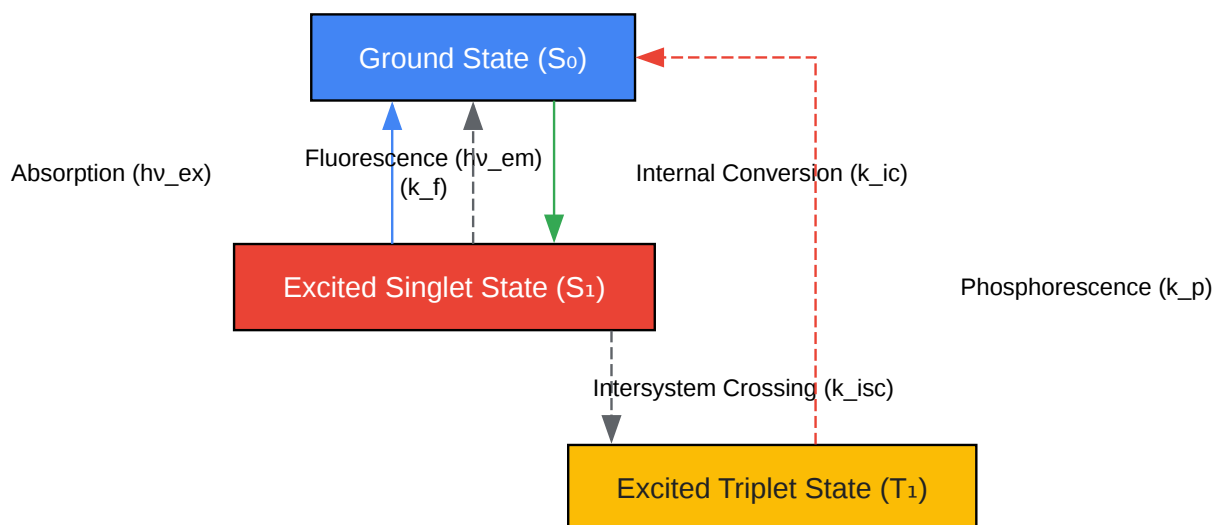 Ground State (S₀)
Absorption (hν_ex)
Fluorescence (hν_em)
(k_f)
Internal Conversion (k_ic)
Excited Singlet State (S₁)
Phosphorescence (k_p)
Intersystem Crossing (k_isc)
Excited Triplet State (T₁)